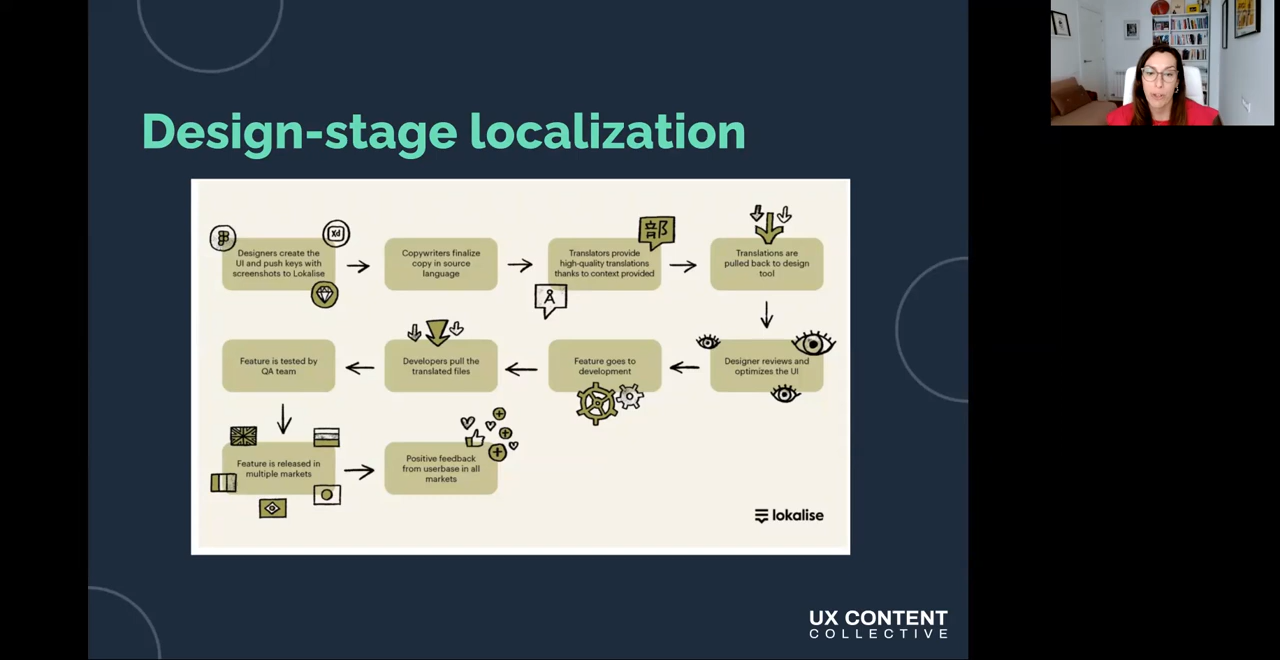 Design-stage localization
Designers create the
UI and push keys with
screenshots to Lokalise
Xd
Copywriters finalize
copy in source
language
部
Translators provide
high-quality translations
thanks to context provided
Translations are
pulled back to design
tool
Feature is tested by
QA team
Developers pull the
translated files
Feature goes to
development
Designer reviews and
optimizes the UI
Feature is released in
multiple markets
Positive feedback
from userbase in all
markets
lokalise
UX CONTENT
COLLECTIVE